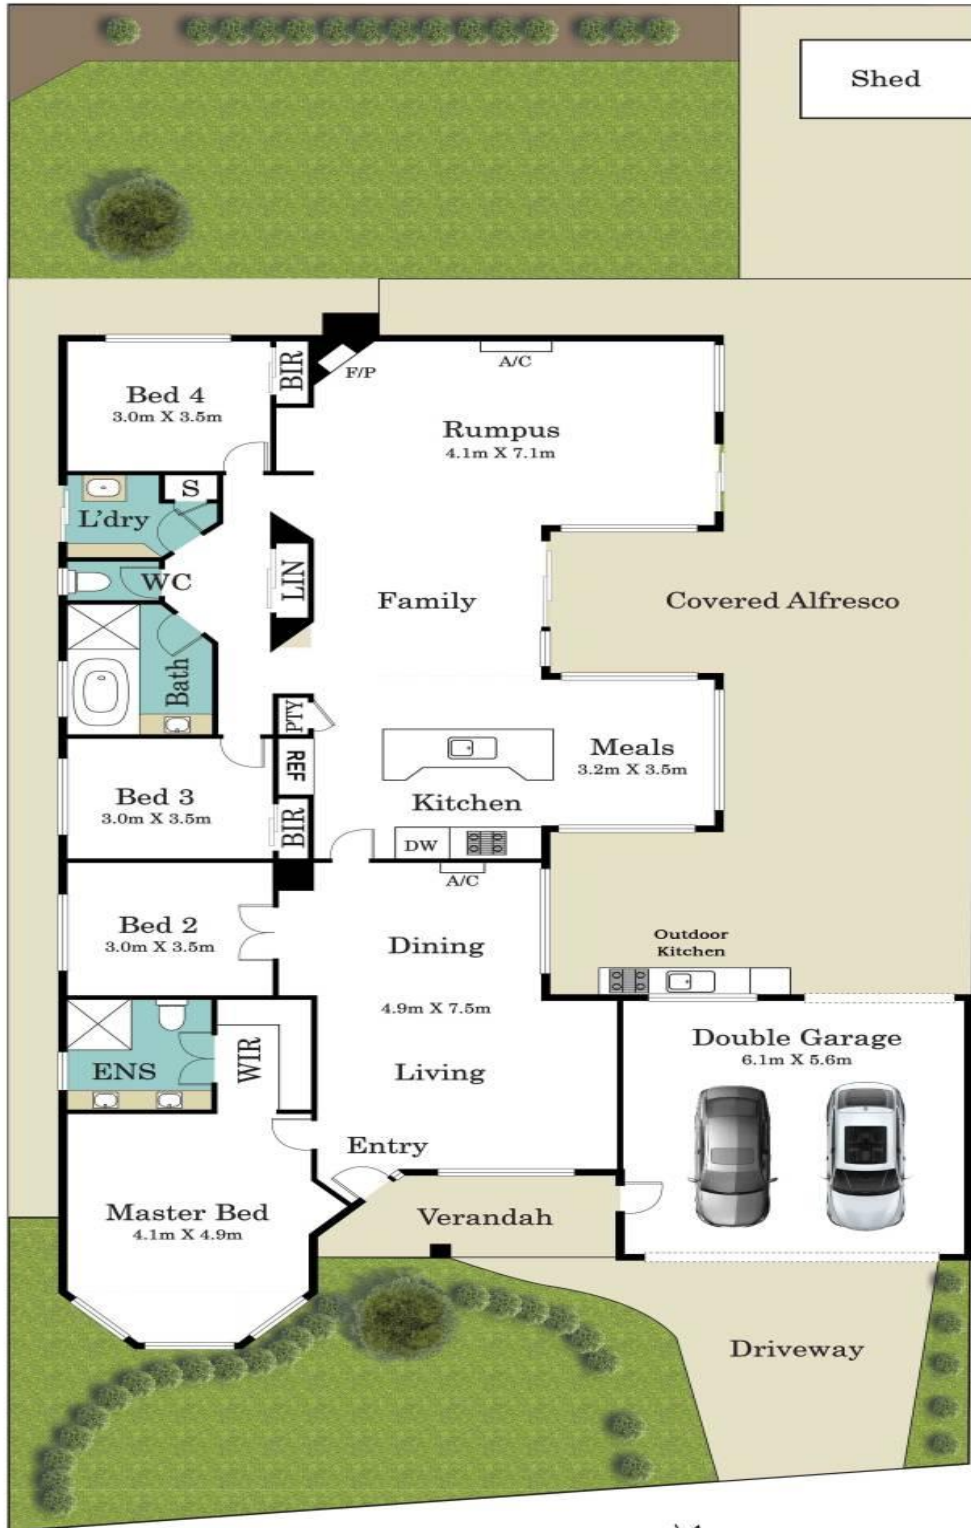 Shed
F/P
A/C
BIR
Bed 4
3.0m X 3.5m
Rumpus
4.1m X 7.1m
S
L'dry
WC
LIN
Family
Covered Alfresco
Bath
PTY
REF
Meals
3.2m X 3.5m
Bed 3
3.0m X 3.5m
BIR
Kitchen
DW
A/C
Bed 2
3.0m X 3.5m
Dining
4.9m X 7.5m
Living
Outdoor
Kitchen
Double Garage
6.1m X 5.6m
ENS
WIR
Entry
Master Bed
4.1m X 4.9m
Verandah
Driveway